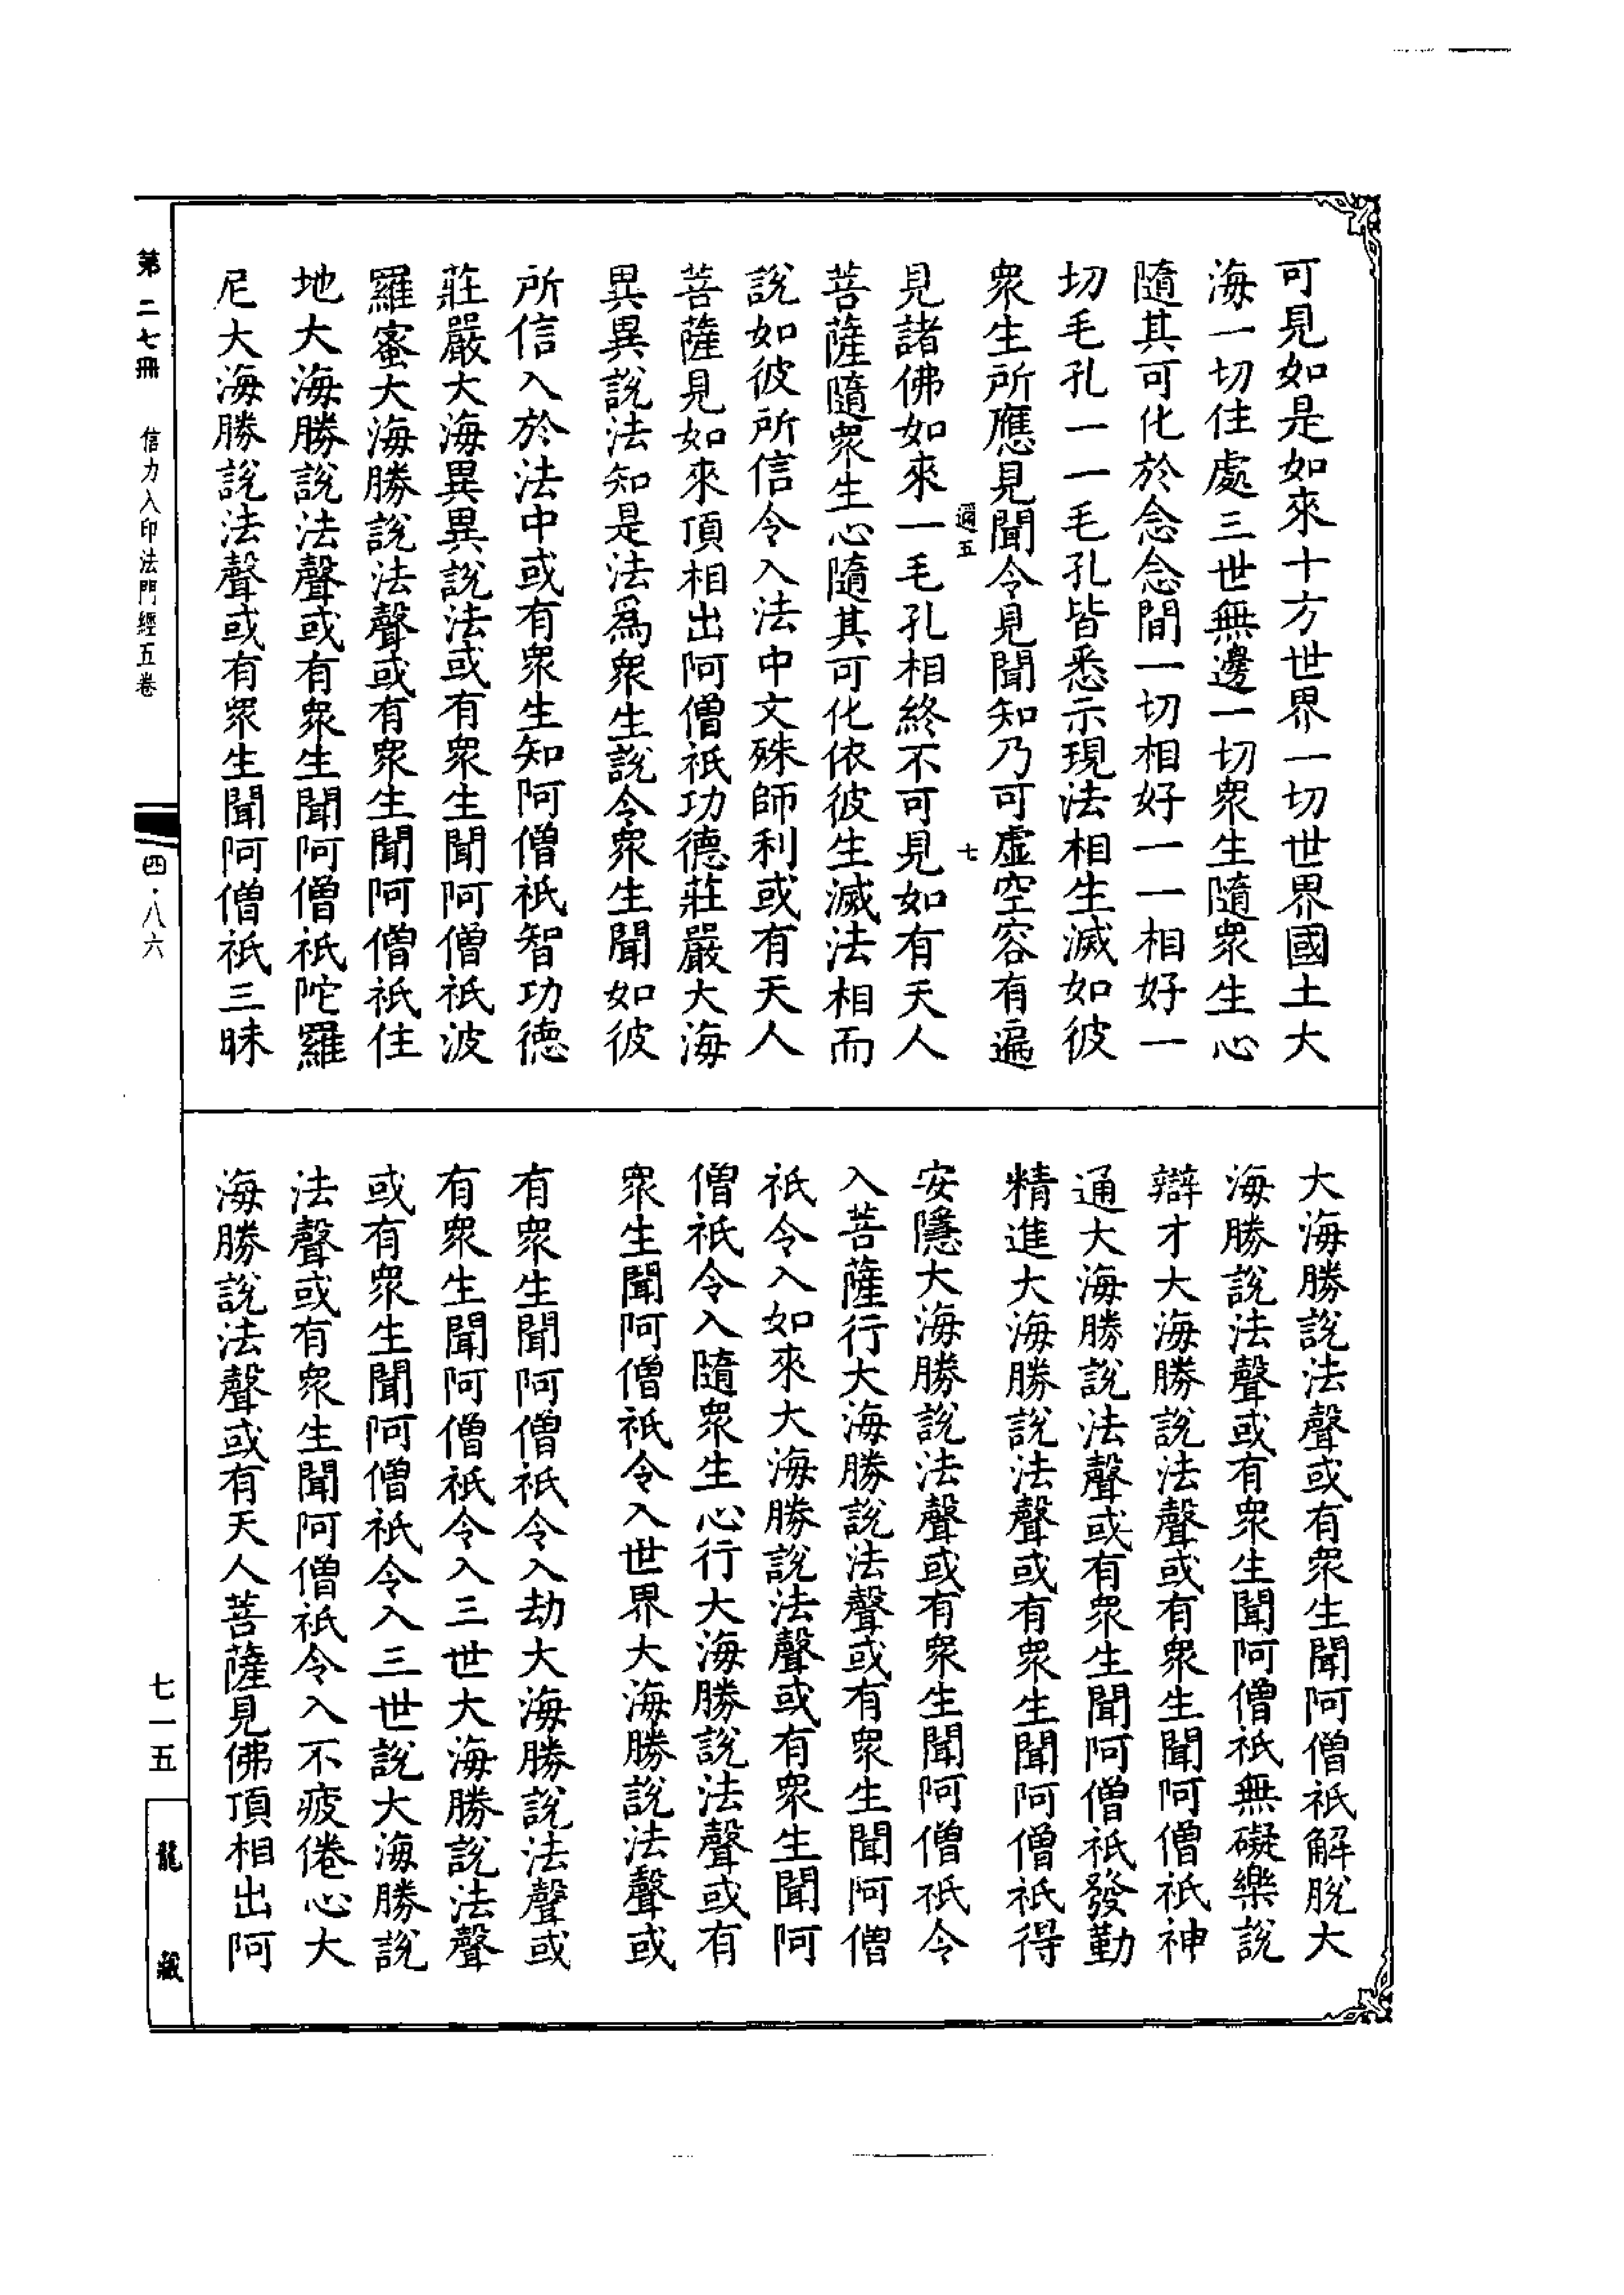 可見如是如來十方世界一切世界國土大
海一切住處三世無邊一切衆生隨衆生心
隨其可化於念念間一切相好一一相好一
切毛孔一一毛孔皆悉示現法相生滅如彼
衆生所應見聞令見聞知乃可虛空容有遍
週五
七
見諸佛如來一毛孔相終不可見如有天人
菩薩隨衆生心隨其可化依彼生滅法相而
說如彼所信令入法中文殊師利或有天人
菩薩見如來頂相出阿僧祇功德莊嚴大海
異異說法知是法爲衆生說令衆生聞如彼
所信入於法中或有衆生知阿僧祇智功德
莊嚴大海異異說法或有衆生聞阿僧祇波
羅蜜大海勝說法聲或有衆生聞阿僧祇住
地大海勝說法聲或有衆生聞阿僧祇陀羅
尼大海勝說法聲或有衆生聞阿僧祇三昧
大海勝說法聲或有衆生聞阿僧祇解脫大
海勝說法聲或有衆生聞阿僧祇無礙樂說
辯才大海勝說法聲或有衆生聞阿僧祇神
通大海勝說法聲或有衆生聞阿僧祇發勤
精進大海勝說法聲或有衆生聞阿僧祇得
安隱大海勝說法聲或有衆生聞阿僧祇令
入菩薩行大海勝說法聲或有衆生聞阿僧
祇令入如來大海勝說法聲或有衆生聞阿
僧祇令入隨衆生心行大海勝說法聲或有
衆生聞阿僧祇令入世界大海勝說法聲或
有衆生聞阿僧祇令入劫大海勝說法聲或
有衆生聞阿僧祇令入三世大海勝說法聲
或有衆生聞阿僧祇令入三世說大海勝說
法聲或有衆生聞阿僧祇令入不疲倦心大
海勝說法聲或有天人菩薩見佛頂相出阿
第二七冊 信力入印法門經五卷
四·八六
七一五
龍藏